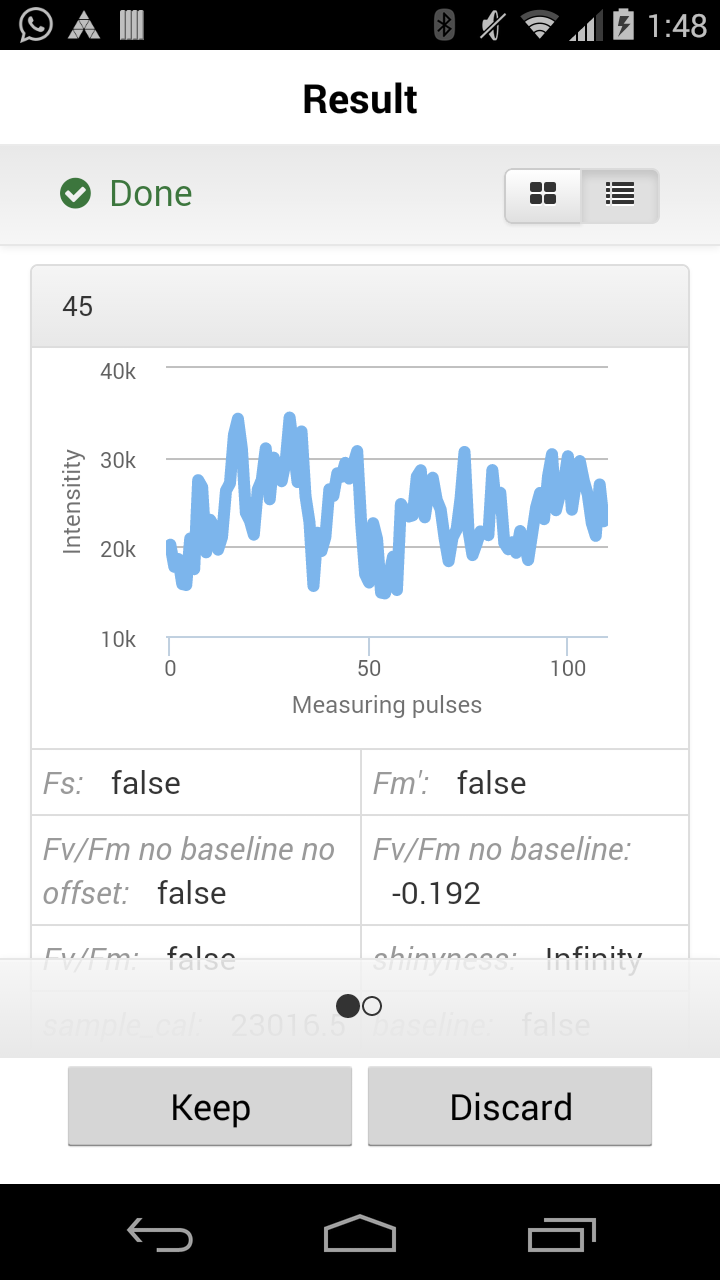 1:48
Result
Done
45
40k
30k
20k
10k
Intensitity
0 50 100
Measuring pulses
Fs: false Fm': false
Fv/Fm no baseline no offset: false
Fv/Fm no baseline: -0.192
Fv/Fm: false shinyness: Infinity
sample_cal: 23016.5 baseline: false
Keep Discard